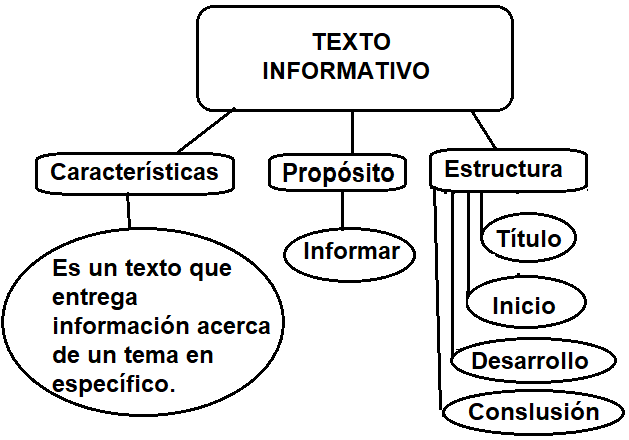 TEXTO
INFORMATIVO
Características
Propósito
Estructura
Es un texto que
entrega
información acerca
de un tema en
específico.
Informar
Título
Inicio
Desarrollo
Conslusión